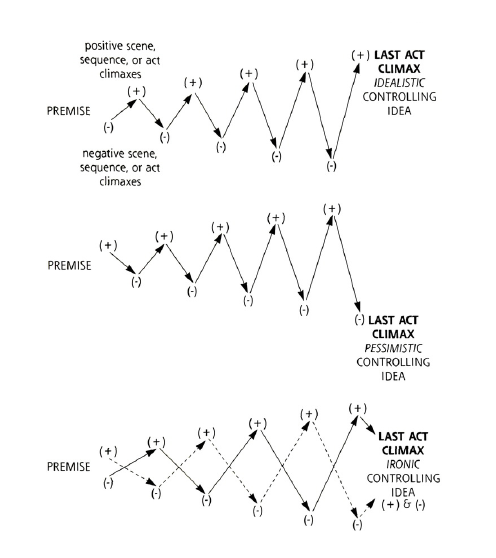 positive scene,
sequence, or act
climaxes
(+) (+) (+) (+) (+) LAST ACT
CLIMAX
IDEALISTIC
CONTROLLING
IDEA
PREMISE
(-) (-) (-) (-) (-)
negative scene,
sequence, or act
climaxes
(+) (+) (+) (+) (+)
PREMISE
(-) (-) (-) (-) (-) LAST ACT
CLIMAX
PESSIMISTIC
CONTROLLING
IDEA
(+) (+) (+) (+) (+) (+)
PREMISE
(-) (-) (-) (-) (-) (-)
LAST ACT
CLIMAX
IRONIC
CONTROLLING
IDEA
(+) & (-)